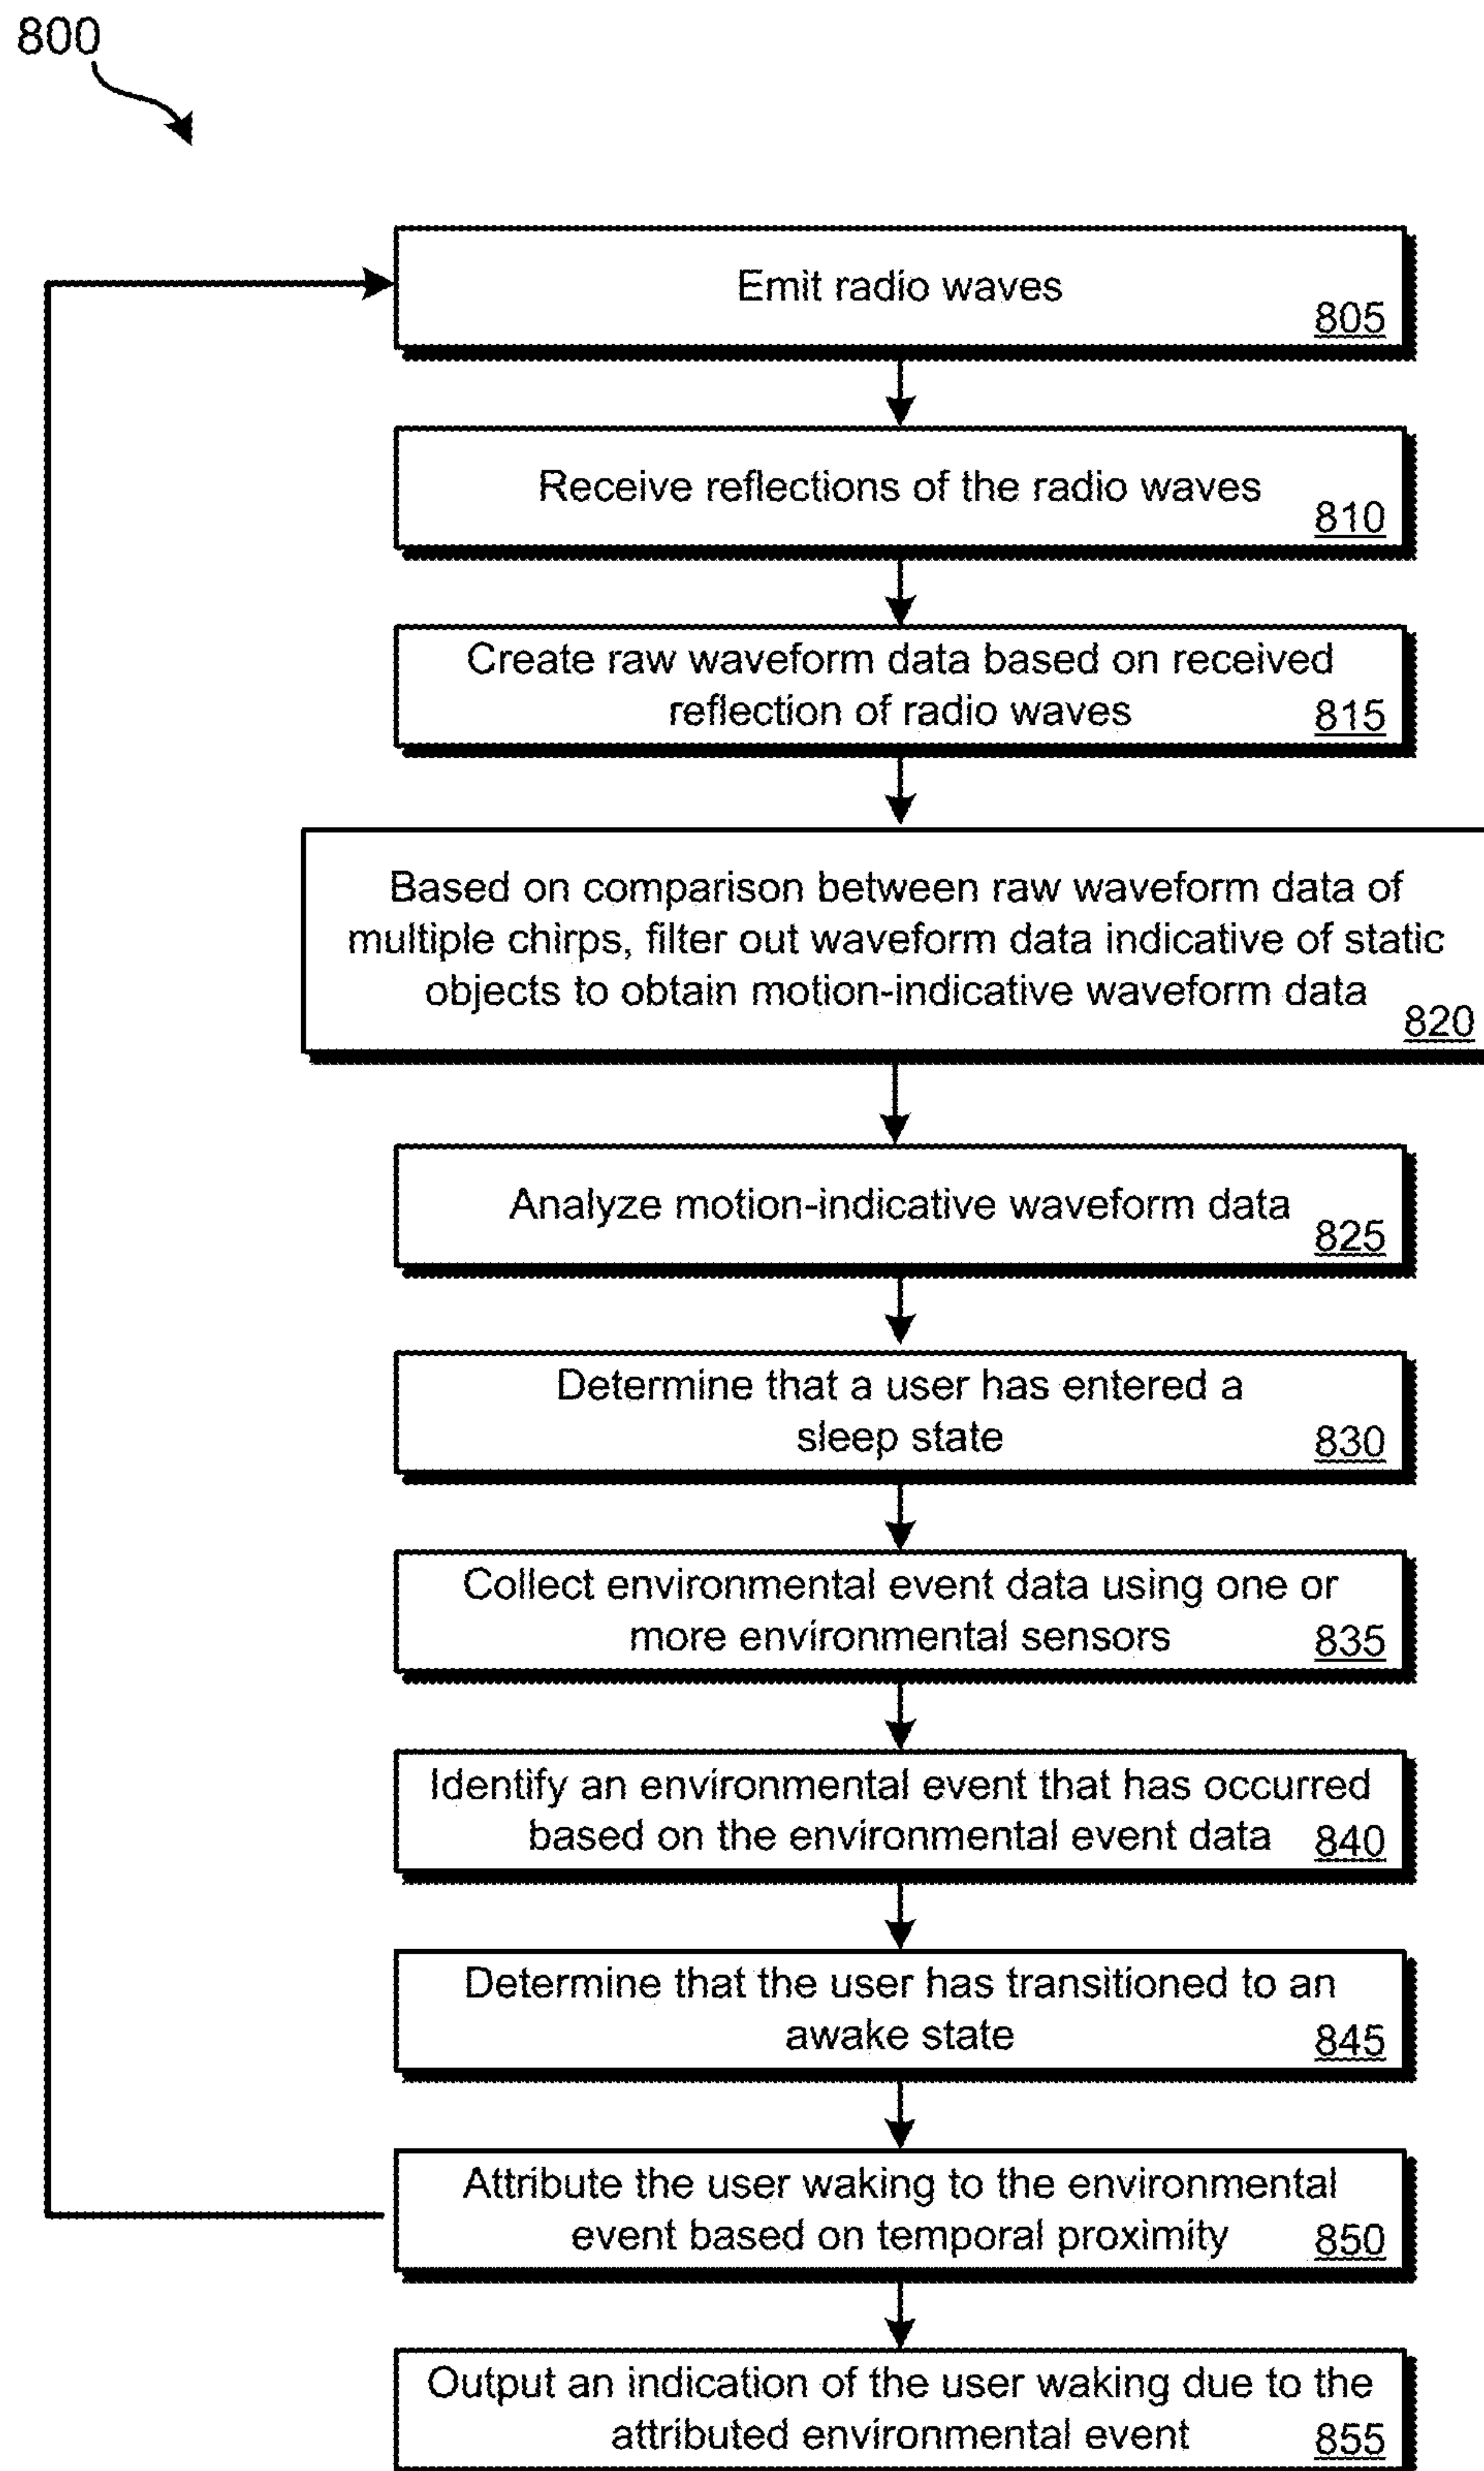 800
Emit radio waves
805
Receive reflections of the radio waves
810
Create raw waveform data based on received
reflection of radio waves
815
Based on comparison between raw waveform data of
multiple chirps, filter out waveform data indicative of static
objects to obtain motion-indicative waveform data
820
Analyze motion-indicative waveform data
825
Determine that a user has entered a
sleep state
830
Collect environmental event data using one or
more environmental sensors
835
Identify an environmental event that has occurred
based on the environmental event data
840
Determine that the user has transitioned to an
awake state
845
Attribute the user waking to the environmental
event based on temporal proximity
850
Output an indication of the user waking due to the
attributed environmental event
855